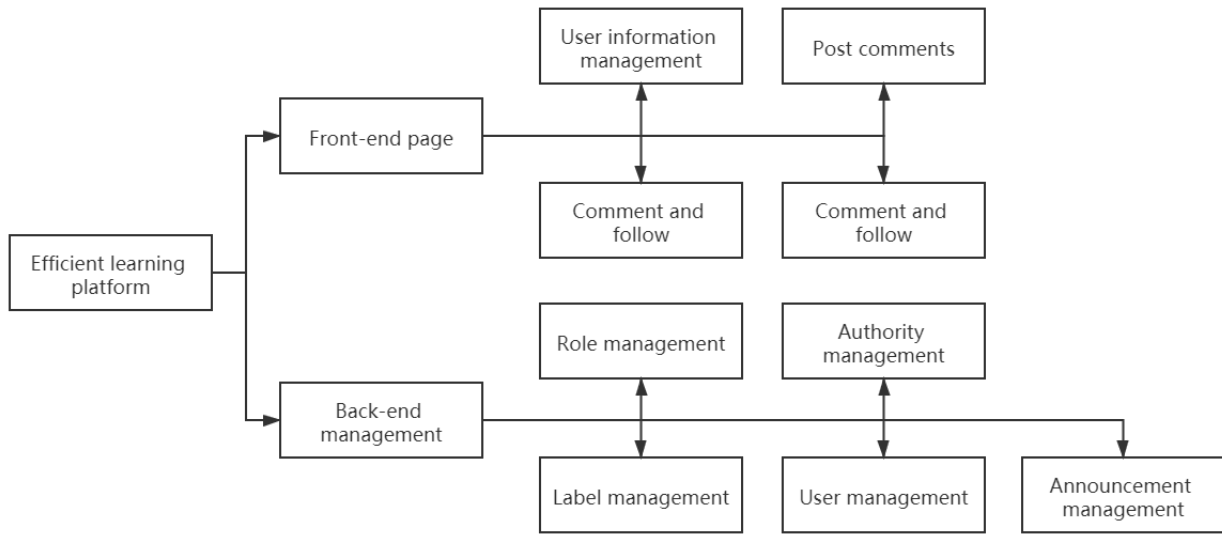 User information
management
Post comments
Front-end page
Comment and
follow
Comment and
follow
Efficient learning
platform
Role management
Authority
management
Back-end
management
Label management
User management
Announcement
management